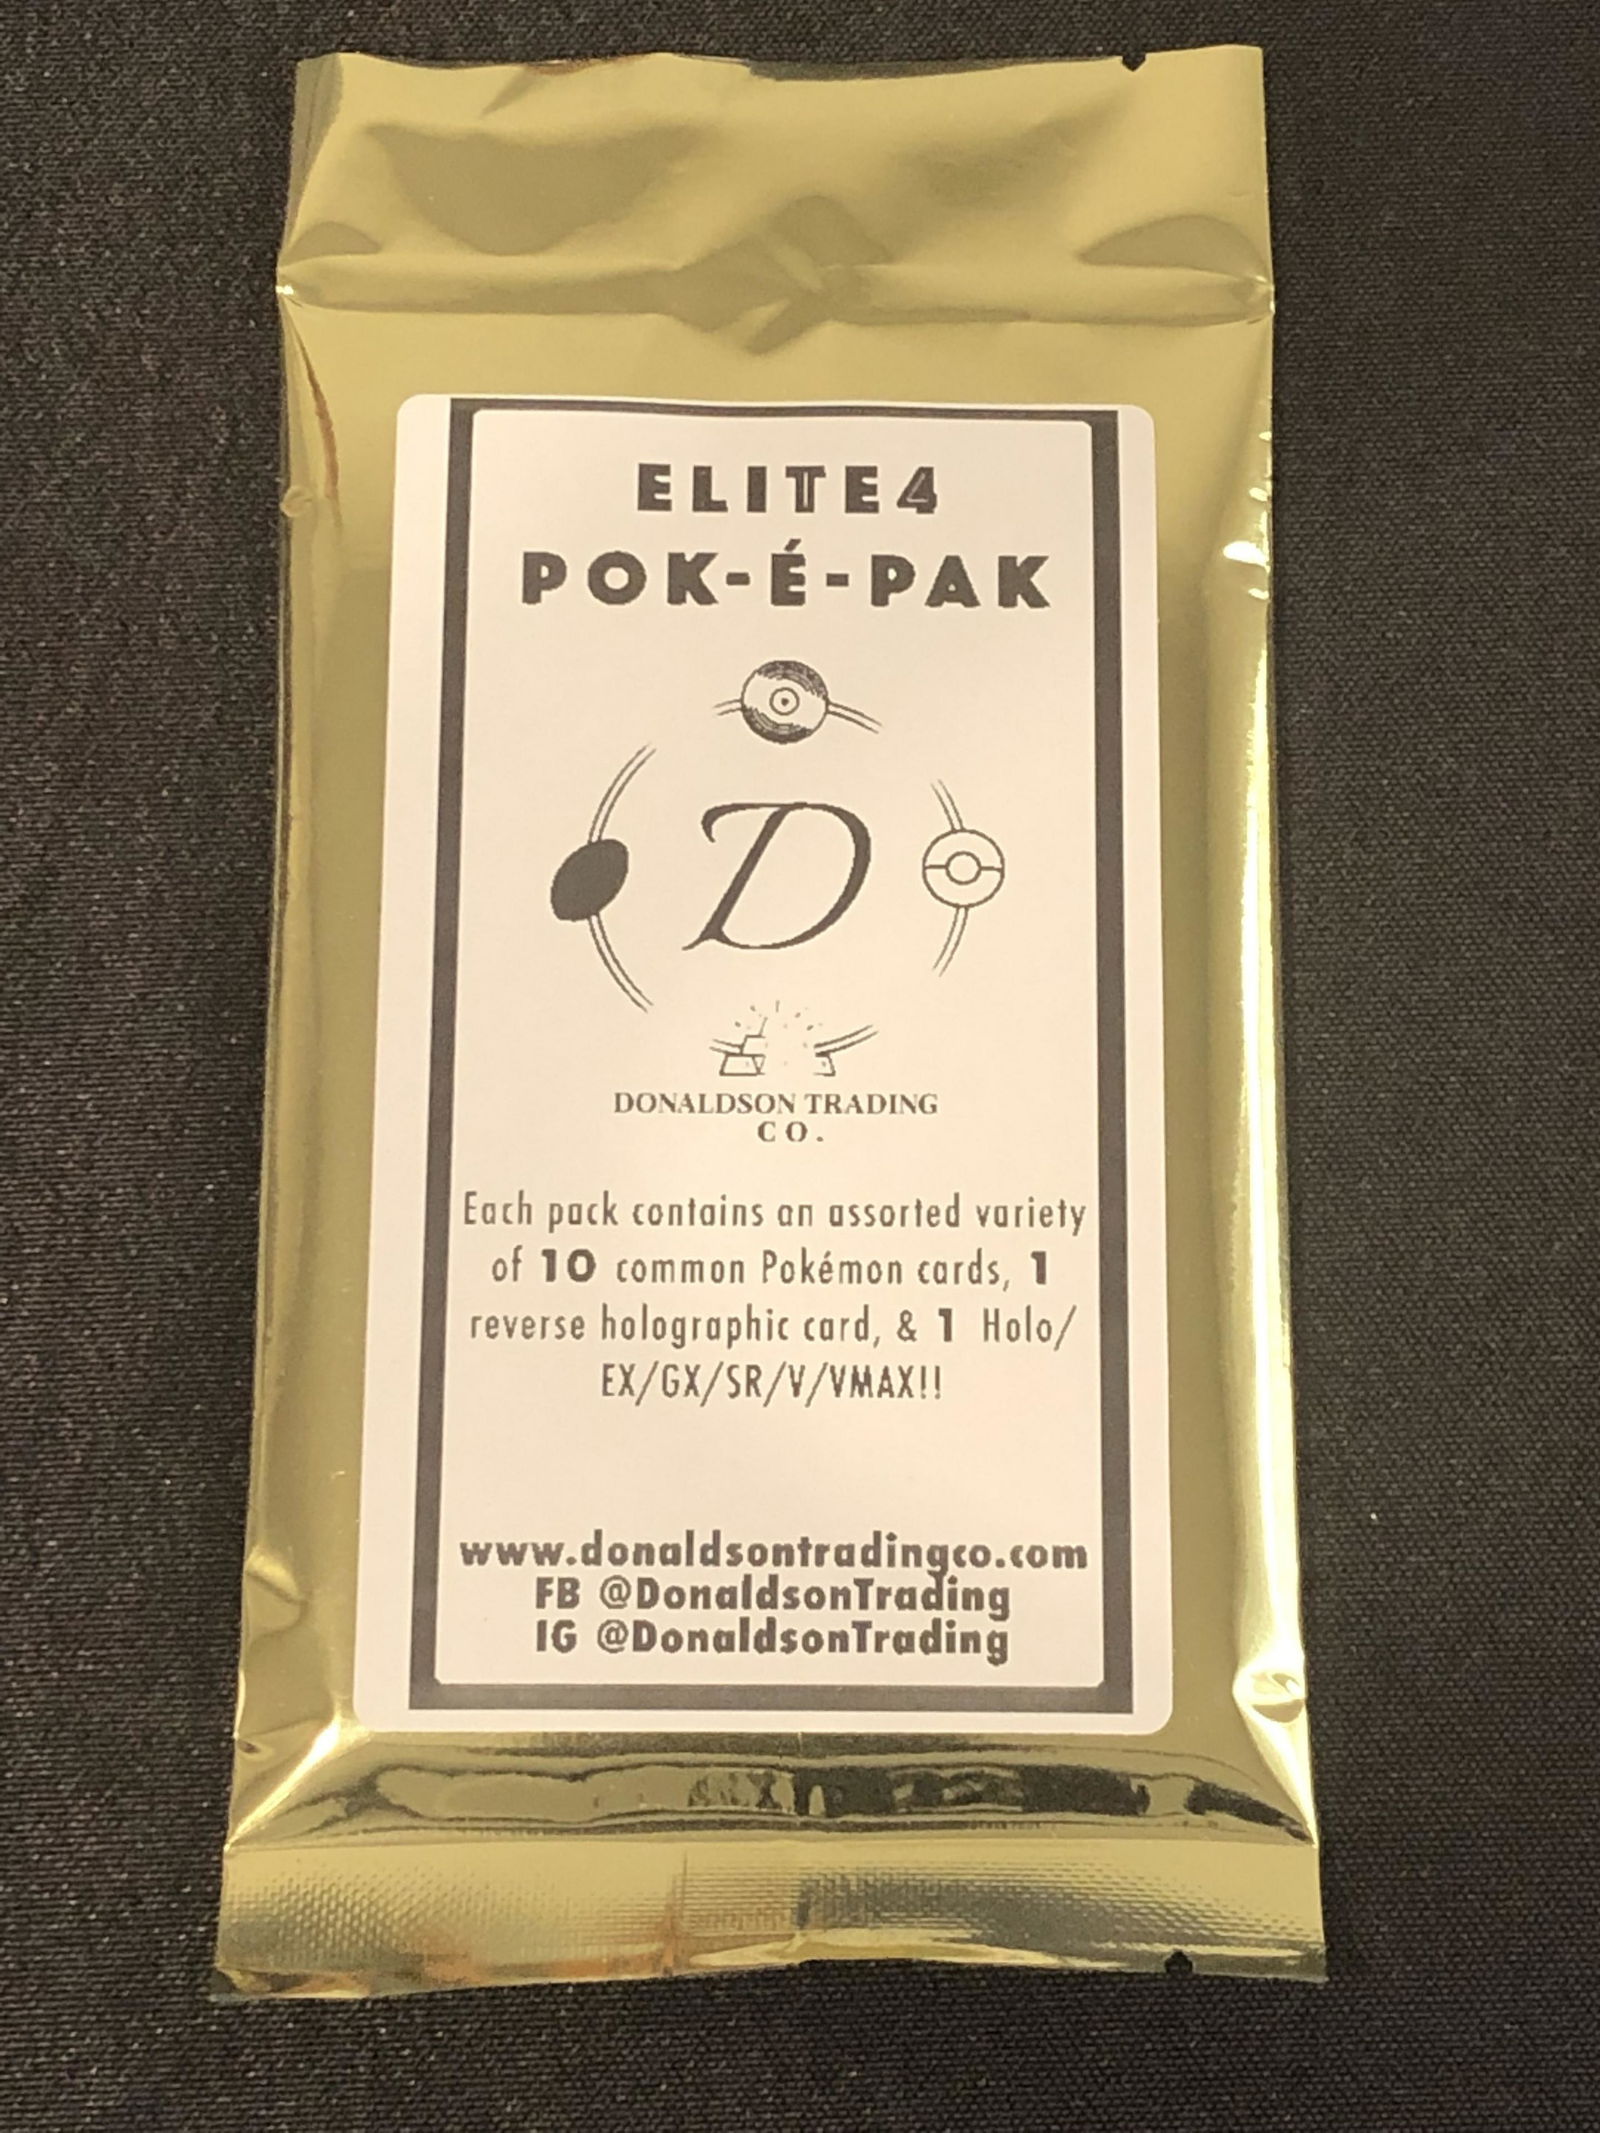 ELITE4
POK-É-PAK
D
DONALDSON TRADING
CO.
Each pack contains an assorted variety
of 10 common Pokémon cards, 1
reverse holographic card, & 1 Holo/
EX/GX/SR/V/VMAX!!
www.donaldsontradingco.com
FB @DonaldsonTrading
IG @DonaldsonTrading